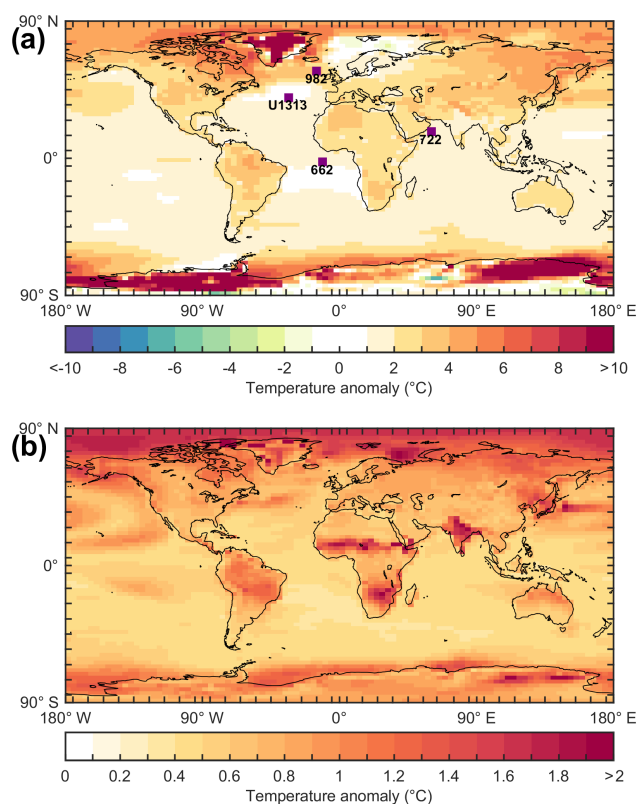 (a)
90° N
982
U1313
722
0°
662
90° S
180° W
90° W
0°
90° E
180° E
<-10
-8
-6
-4
-2
0
2
4
6
8
>10
Temperature anomaly (°C)
(b)
90° N
0°
90° S
180° W
90° W
0°
90° E
180° E
0
0.2
0.4
0.6
0.8
1
1.2
1.4
1.6
1.8
>2
Temperature anomaly (°C)